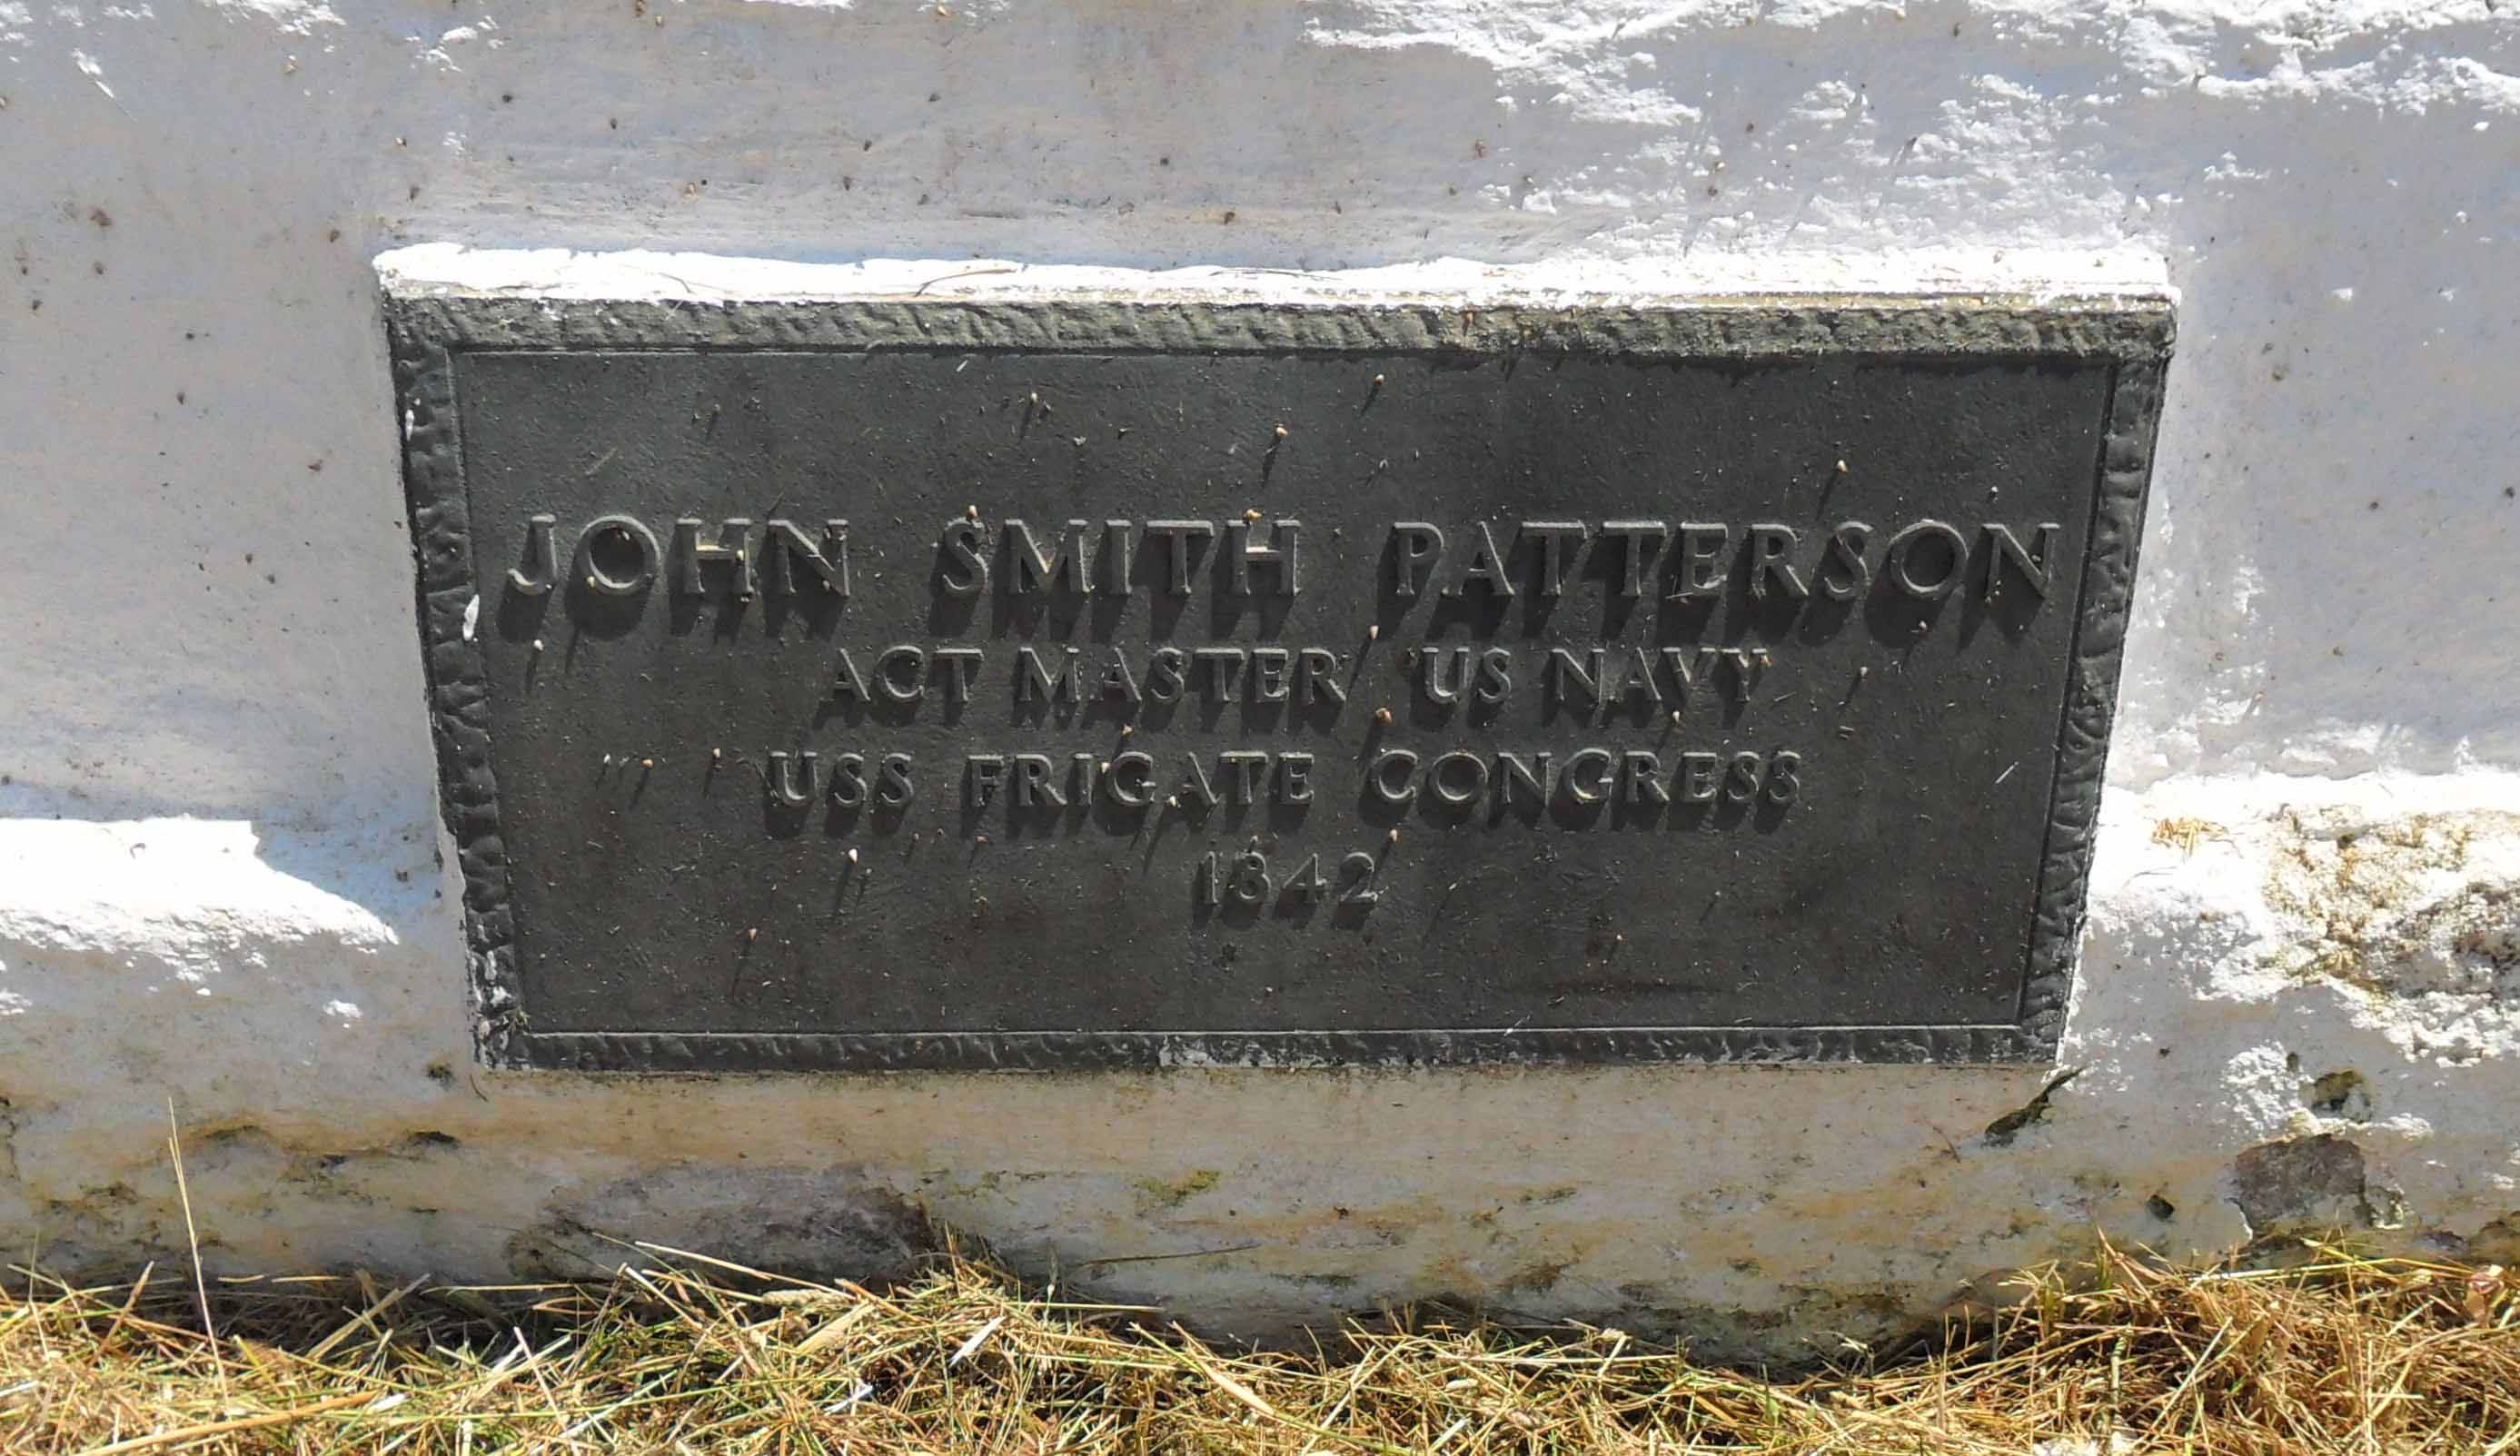 JOHN SMITH PATTERSON
ACT MASTER US NAVY
USS FRIGATE CONGRESS
1842